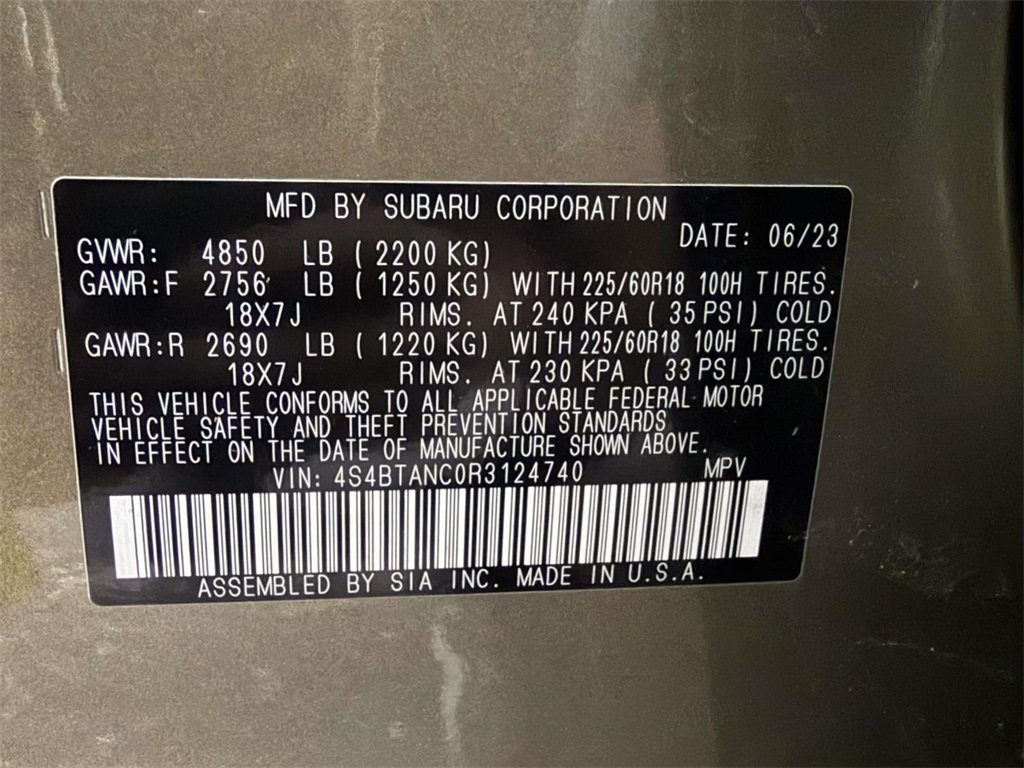 MFD BY SUBARU CORPORATION
DATE: 06/23
GVWR: 4850 LB ( 2200 KG)
GAWR:F 2756 LB ( 1250 KG) WITH 225/60R18 100H TIRES.
18X7J RIMS. AT 240 KPA ( 35 PSI) COLD
GAWR:R 2690 LB ( 1220 KG) WITH 225/60R18 100H TIRES.
18X7J RIMS. AT 230 KPA ( 33 PSI) COLD
THIS VEHICLE CONFORMS TO ALL APPLICABLE FEDERAL MOTOR
VEHICLE SAFETY AND THEFT PREVENTION STANDARDS
IN EFFECT ON THE DATE OF MANUFACTURE SHOWN ABOVE.
VIN: 4S4BTANC0R3124740 MPV
ASSEMBLED BY SIA INC. MADE IN U.S.A.